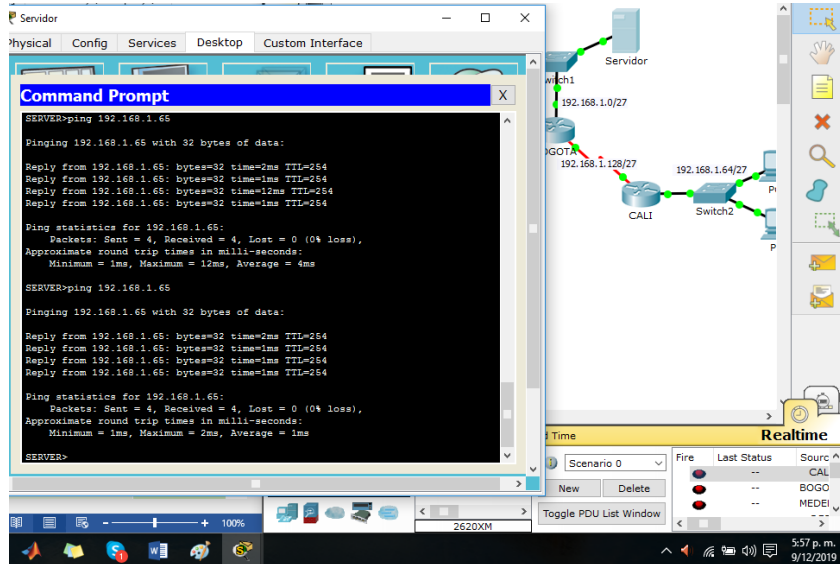 Servidor
Physical Config Services Desktop Custom Interface
Command Prompt X
SERVER>ping 192.168.1.65
Pinging 192.168.1.65 with 32 bytes of data:
Reply from 192.168.1.65: bytes=32 time=2ms TTL=254
Reply from 192.168.1.65: bytes=32 time=1ms TTL=254
Reply from 192.168.1.65: bytes=32 time=12ms TTL=254
Reply from 192.168.1.65: bytes=32 time=1ms TTL=254
Ping statistics for 192.168.1.65:
Packets: Sent = 4, Received = 4, Lost = 0 (0% loss),
Approximate round trip times in milli-seconds:
Minimum = 1ms, Maximum = 12ms, Average = 4ms
SERVER>ping 192.168.1.65
Pinging 192.168.1.65 with 32 bytes of data:
Reply from 192.168.1.65: bytes=32 time=2ms TTL=254
Reply from 192.168.1.65: bytes=32 time=1ms TTL=254
Reply from 192.168.1.65: bytes=32 time=1ms TTL=254
Reply from 192.168.1.65: bytes=32 time=1ms TTL=254
Ping statistics for 192.168.1.65:
Packets: Sent = 4, Received = 4, Lost = 0 (0% loss),
Approximate round trip times in milli-seconds:
Minimum = 1ms, Maximum = 2ms, Average = 1ms
SERVER>
Servidor
witch1
192.168.1.0/27
OGOTA
192.168.1.128/27
192.168.1.64/27
CALI
Switch2
P
P
Time
Realtime
Scenario 0
New Delete
Toggle PDU List Window
Fire Last Status Sourc
-- CAL
-- BOGO
-- MEDEI
2620XM
100%
5:57 p. m.
9/12/2019